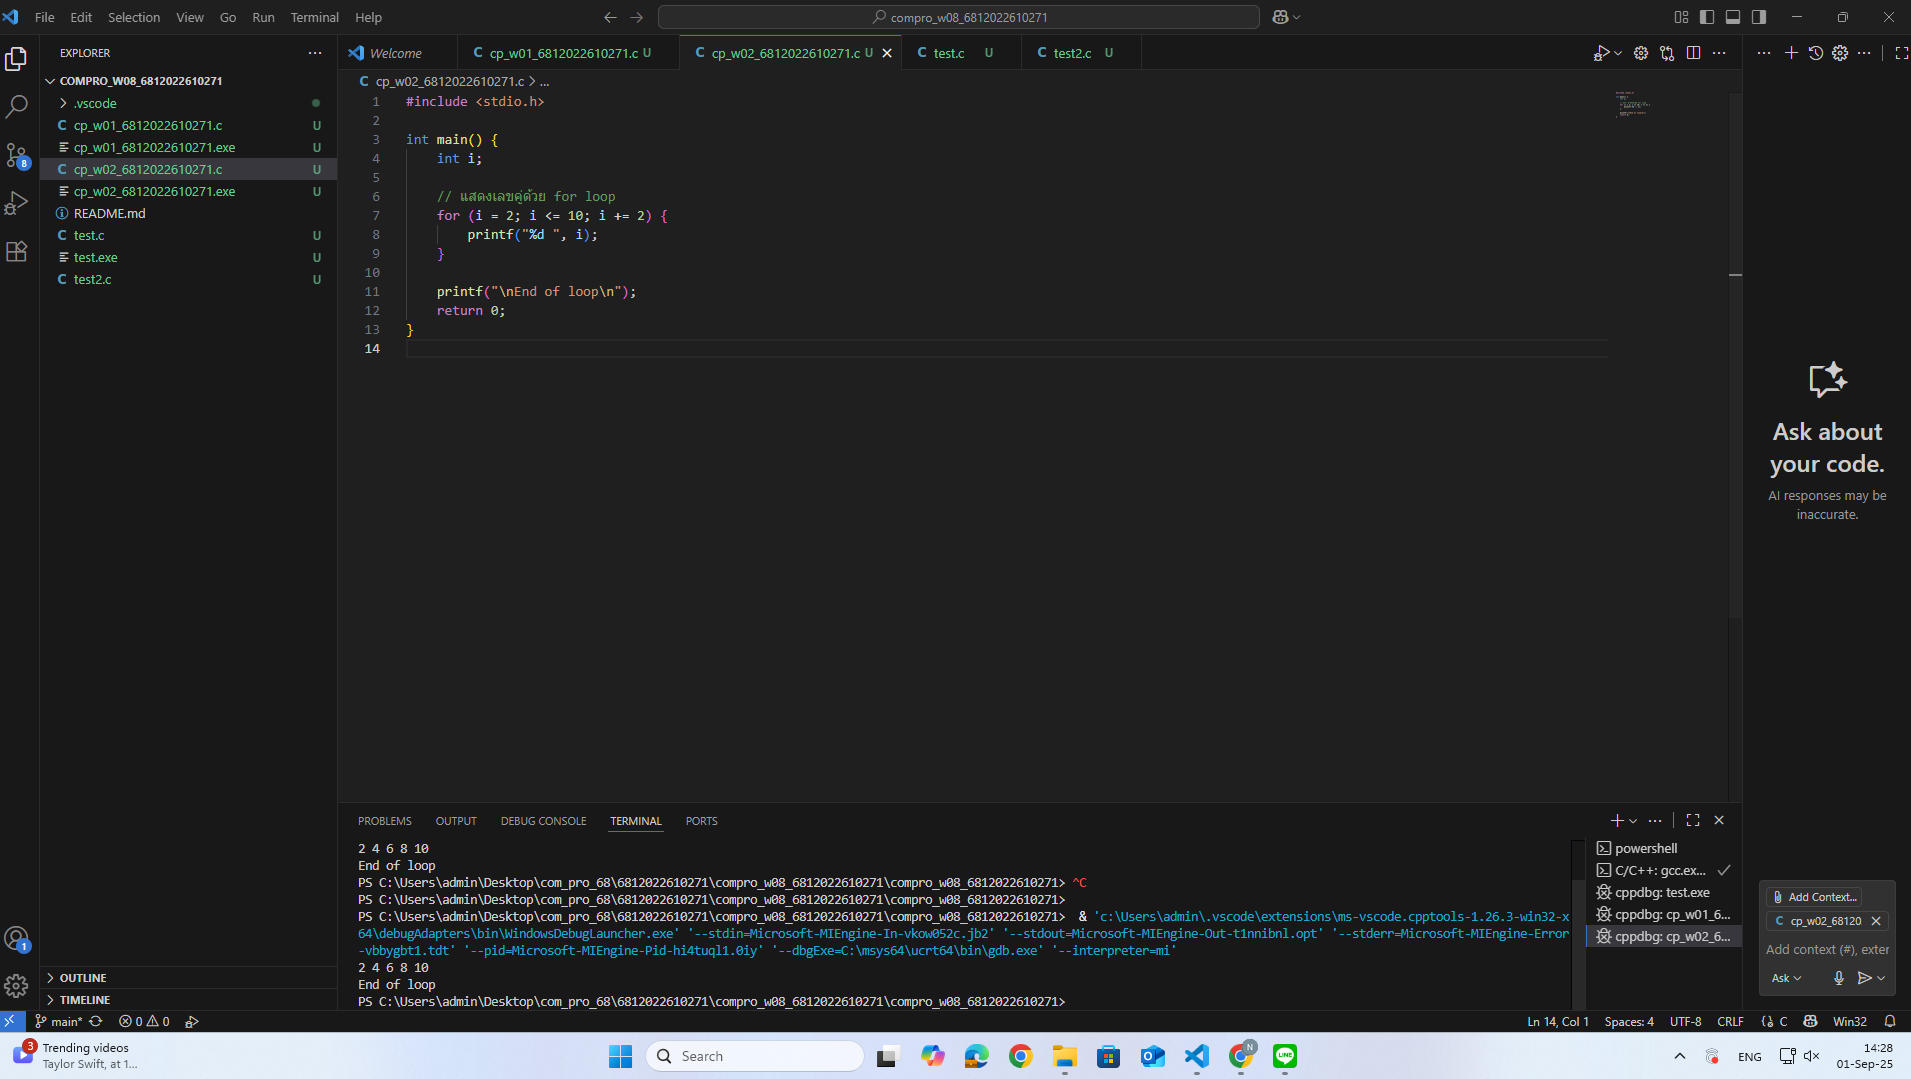 File Edit Selection View Go Run Terminal Help
compro_w08_6812022610271
EXPLORER
COMPRO_W08_6812022610271
.vscode
cp_w01_6812022610271.c U
cp_w01_6812022610271.exe U
cp_w02_6812022610271.c U
cp_w02_6812022610271.exe U
README.md
test.c U
test.exe U
test2.c U
OUTLINE
TIMELINE
8
1
Welcome
cp_w01_6812022610271.c U
cp_w02_6812022610271.c U
test.c U
test2.c U
cp_w02_6812022610271.c > ...
1 #include <stdio.h>
2
3 int main() {
4 int i;
5
6 // แสดงเลขคู่ด้วย for loop
7 for (i = 2; i <= 10; i += 2) {
8 printf("%d ", i);
9 }
10
11 printf("\nEnd of loop\n");
12 return 0;
13 }
14
PROBLEMS OUTPUT DEBUG CONSOLE TERMINAL PORTS
2 4 6 8 10
End of loop
PS C:\Users\admin\Desktop\com_pro_68\6812022610271\compro_w08_6812022610271\compro_w08_6812022610271> ^C
PS C:\Users\admin\Desktop\com_pro_68\6812022610271\compro_w08_6812022610271\compro_w08_6812022610271>
PS C:\Users\admin\Desktop\com_pro_68\6812022610271\compro_w08_6812022610271\compro_w08_6812022610271> & 'c:\Users\admin\.vscode\extensions\ms-vscode.cpptools-1.26.3-win32-x
64\debugAdapters\bin\WindowsDebugLauncher.exe' '--stdin=Microsoft-MIEngine-In-vkow052c.jb2' '--stdout=Microsoft-MIEngine-Out-t1nnibnl.opt' '--stderr=Microsoft-MIEngine-Error
-vbbygbt1.tdt' '--pid=Microsoft-MIEngine-Pid-hi4tuql1.0iy' '--dbgExe=C:\msys64\ucrt64\bin\gdb.exe' '--interpreter=mi'
2 4 6 8 10
End of loop
PS C:\Users\admin\Desktop\com_pro_68\6812022610271\compro_w08_6812022610271\compro_w08_6812022610271>
powershell
C/C++: gcc.ex...
cppdbg: test.exe
cppdbg: cp_w01_6...
cppdbg: cp_w02_6...
Ask about
your code.
AI responses may be
inaccurate.
Add Context...
C cp_w02_68120
Add context (#), exter
Ask
main* 0 0
Ln 14, Col 1 Spaces: 4 UTF-8 CRLF {} C Win32
3
Trending videos
Taylor Swift, at 1...
Search
N
LINE
ENG
14:28
01-Sep-25